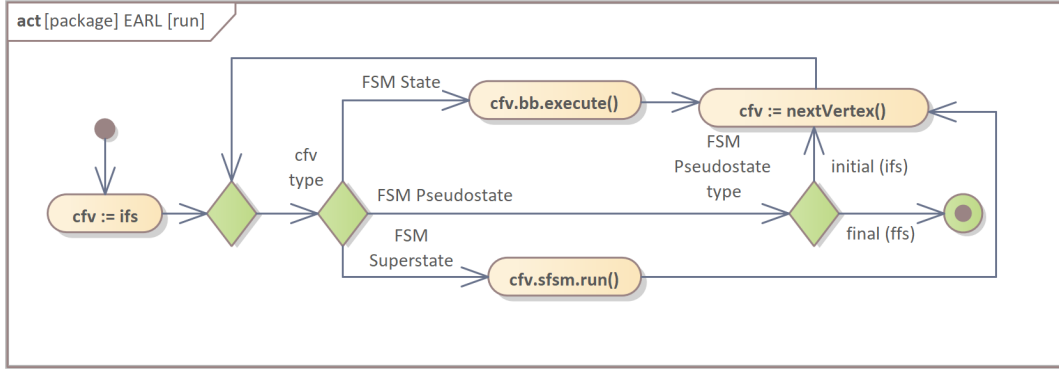 act [package] EARL [run]
FSM State
cfv.bb.execute()
cfv := nextVertex()
cfv
type
FSM
Pseudostate
type
initial (ifs)
cfv := ifs
FSM Pseudostate
final (ffs)
FSM
Superstate
cfv.sfsm.run()